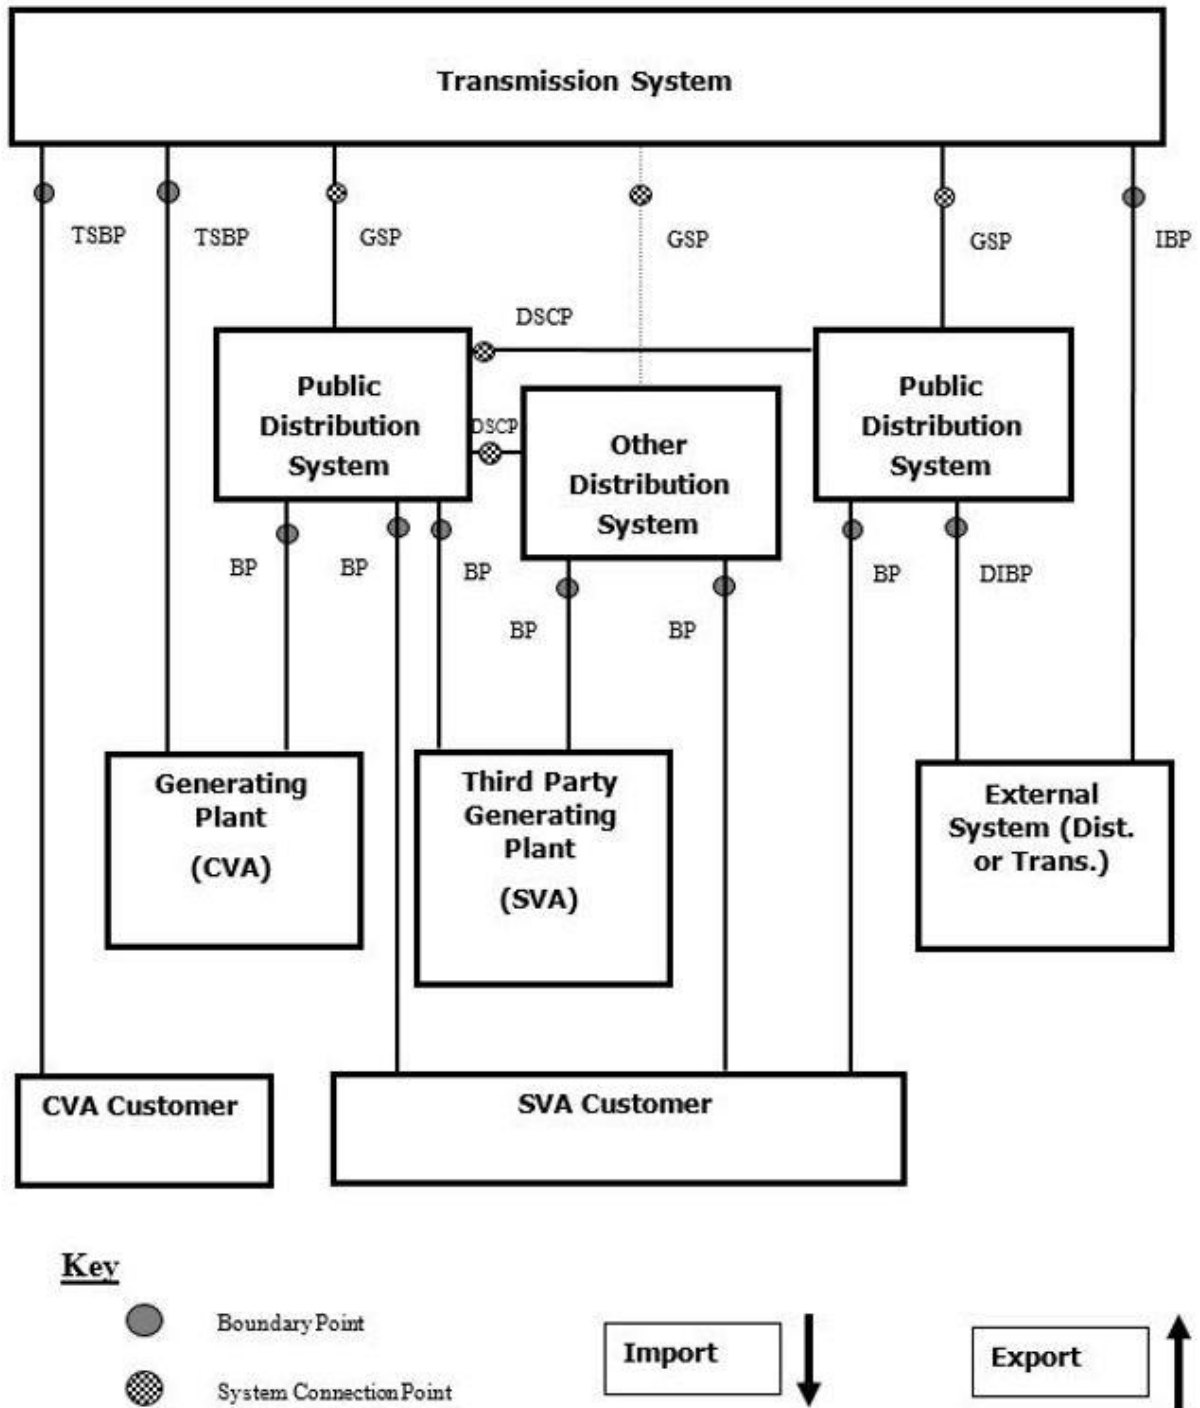 Transmission System
TSBP
TSBP
GSP
GSP
GSP
IBP
DSCP
Public
Distribution
System
DSCP
Other
Distribution
System
Public
Distribution
System
BP
BP
BP
BP
BP
BP
DIBP
Generating
Plant
(CVA)
Third Party
Generating
Plant
(SVA)
External
System (Dist.
or Trans.)
CVA Customer
SVA Customer
Key
Boundary Point
System Connection Point
Import
Export